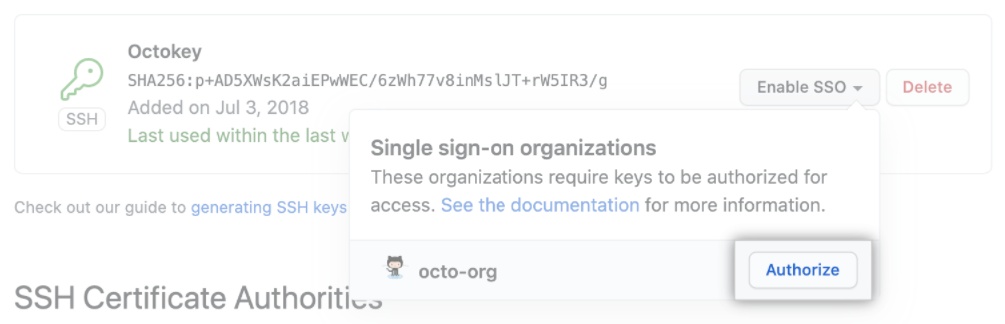 Octokey
SHA256:p+AD5XWsK2aiEPwWEC/6zWh77v8inMslJT+rW5IR3/g
Added on Jul 3, 2018
SSH
Last used within the last w
Enable SSO
Delete
Single sign-on organizations
These organizations require keys to be authorized for
access. See the documentation for more information.
octo-org
Authorize
Check out our guide to generating SSH keys
SSH Certificate Authorities